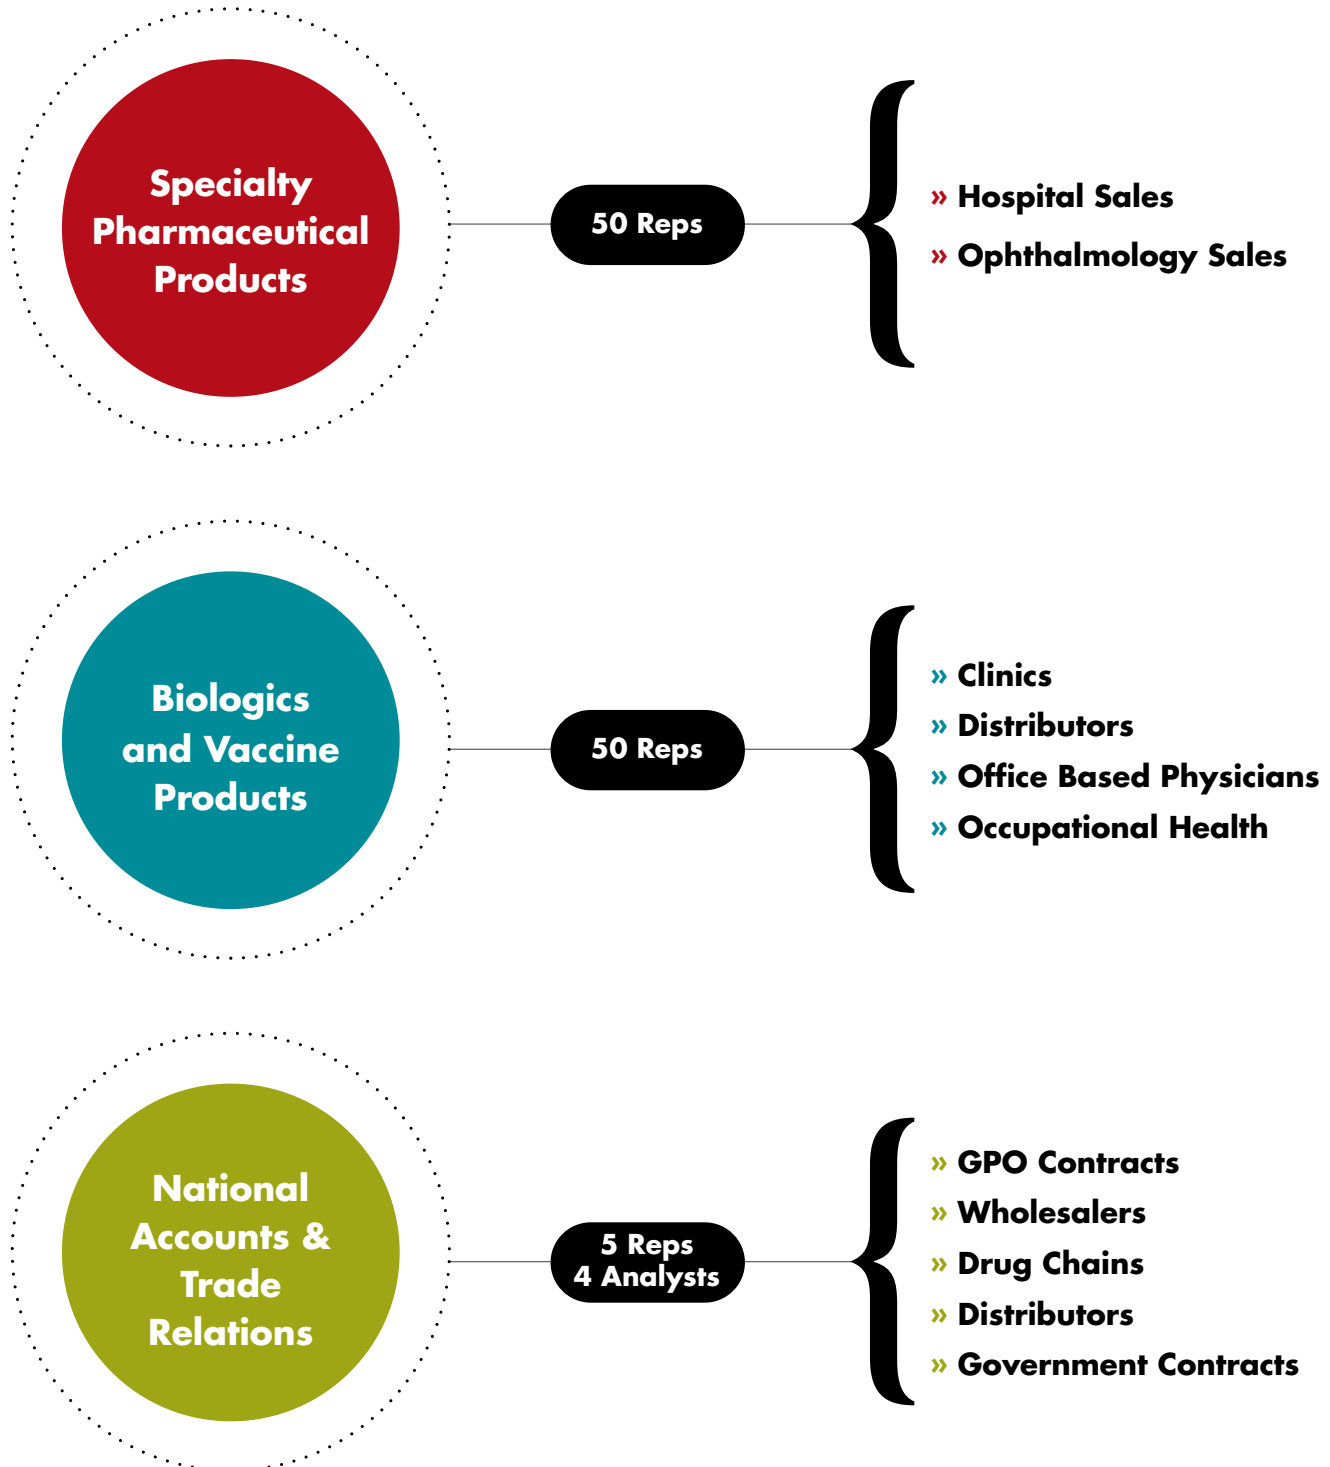 Specialty
Pharmaceutical
Products
50 Reps
» Hospital Sales
» Ophthalmology Sales
Biologics
and Vaccine
Products
50 Reps
» Clinics
» Distributors
» Office Based Physicians
» Occupational Health
National
Accounts &
Trade
Relations
5 Reps
4 Analysts
» GPO Contracts
» Wholesalers
» Drug Chains
» Distributors
» Government Contracts